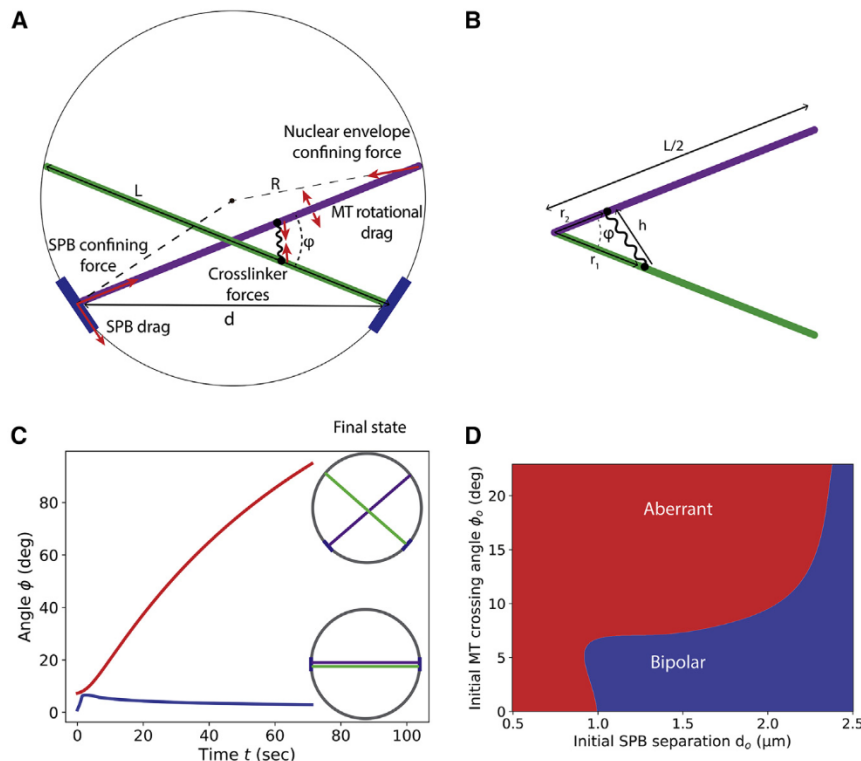 A
Nuclear envelope
confining force
L
R
MT rotational
drag
SPB confining
force
φ
Crosslinker
forces
d
SPB drag
B
L/2
r2
h
φ
r1
C
Final state
Angle ϕ (deg)
80
60
40
20
0
0 20 40 60 80 100
Time t (sec)
D
Initial MT crossing angle ϕo (deg)
20
15
10
5
0
Aberrant
Bipolar
0.5 1.0 1.5 2.0 2.5
Initial SPB separation do (μm)